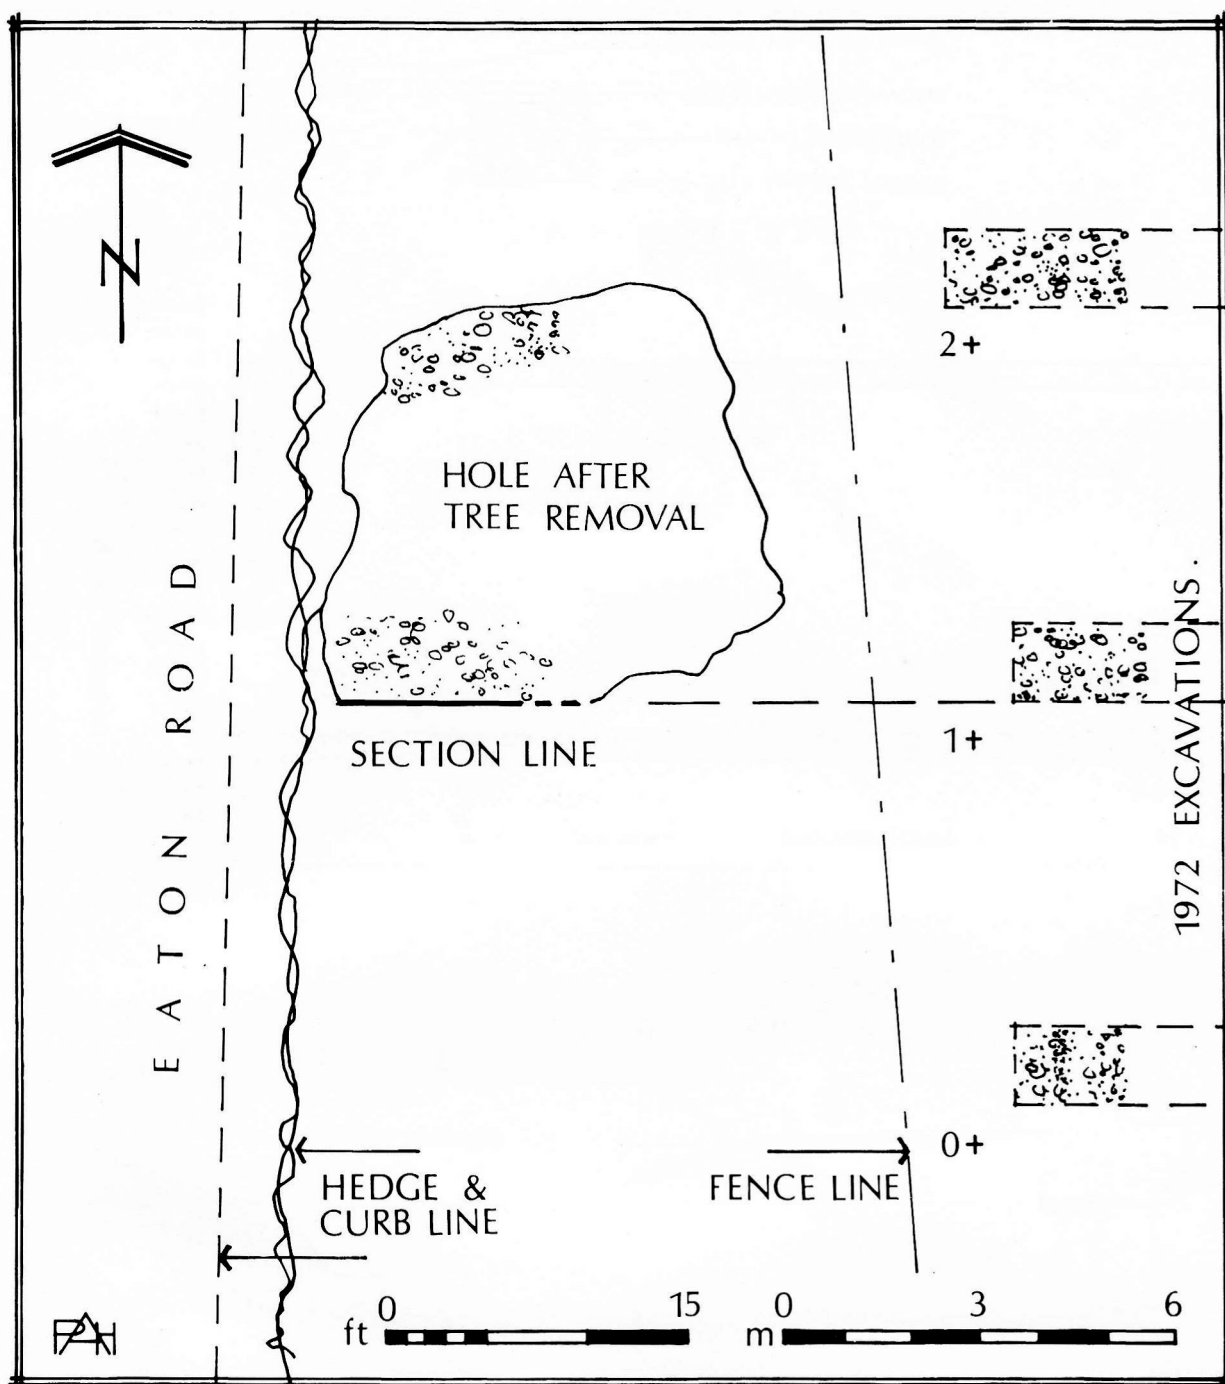 N
2+
HOLE AFTER
TREE REMOVAL
EATON ROAD
SECTION LINE
1+
1972 EXCAVATIONS.
0+
HEDGE &
CURB LINE
FENCE LINE
ft 0 15
m 0 3 6
PAH